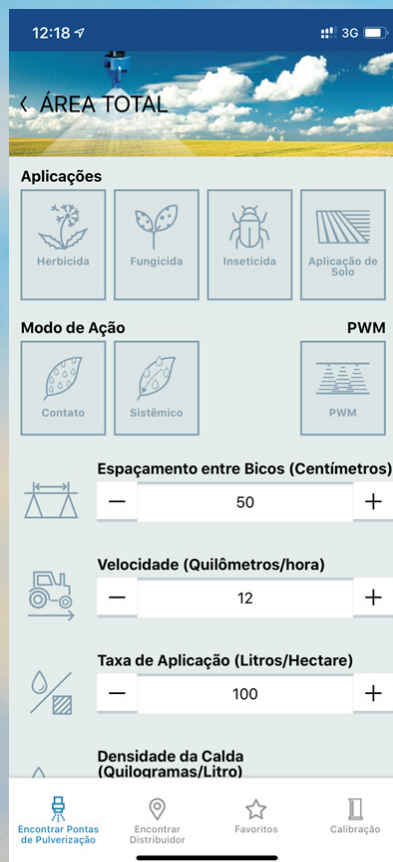 12:18
3G
ÁREA TOTAL
Aplicações
Herbicida
Fungicida
Inseticida
Aplicação de
Solo
Modo de Ação
PWM
Contato
Sistêmico
PWM
Espaçamento entre Bicos (Centímetros)
— 50 +
Velocidade (Quilômetros/hora)
— 12 +
Taxa de Aplicação (Litros/Hectare)
— 100 +
Densidade da Calda
(Quilogramas/Litro)
Encontrar Pontas
de Pulverização
Encontrar
Distribuidor
Favoritos
Calibração